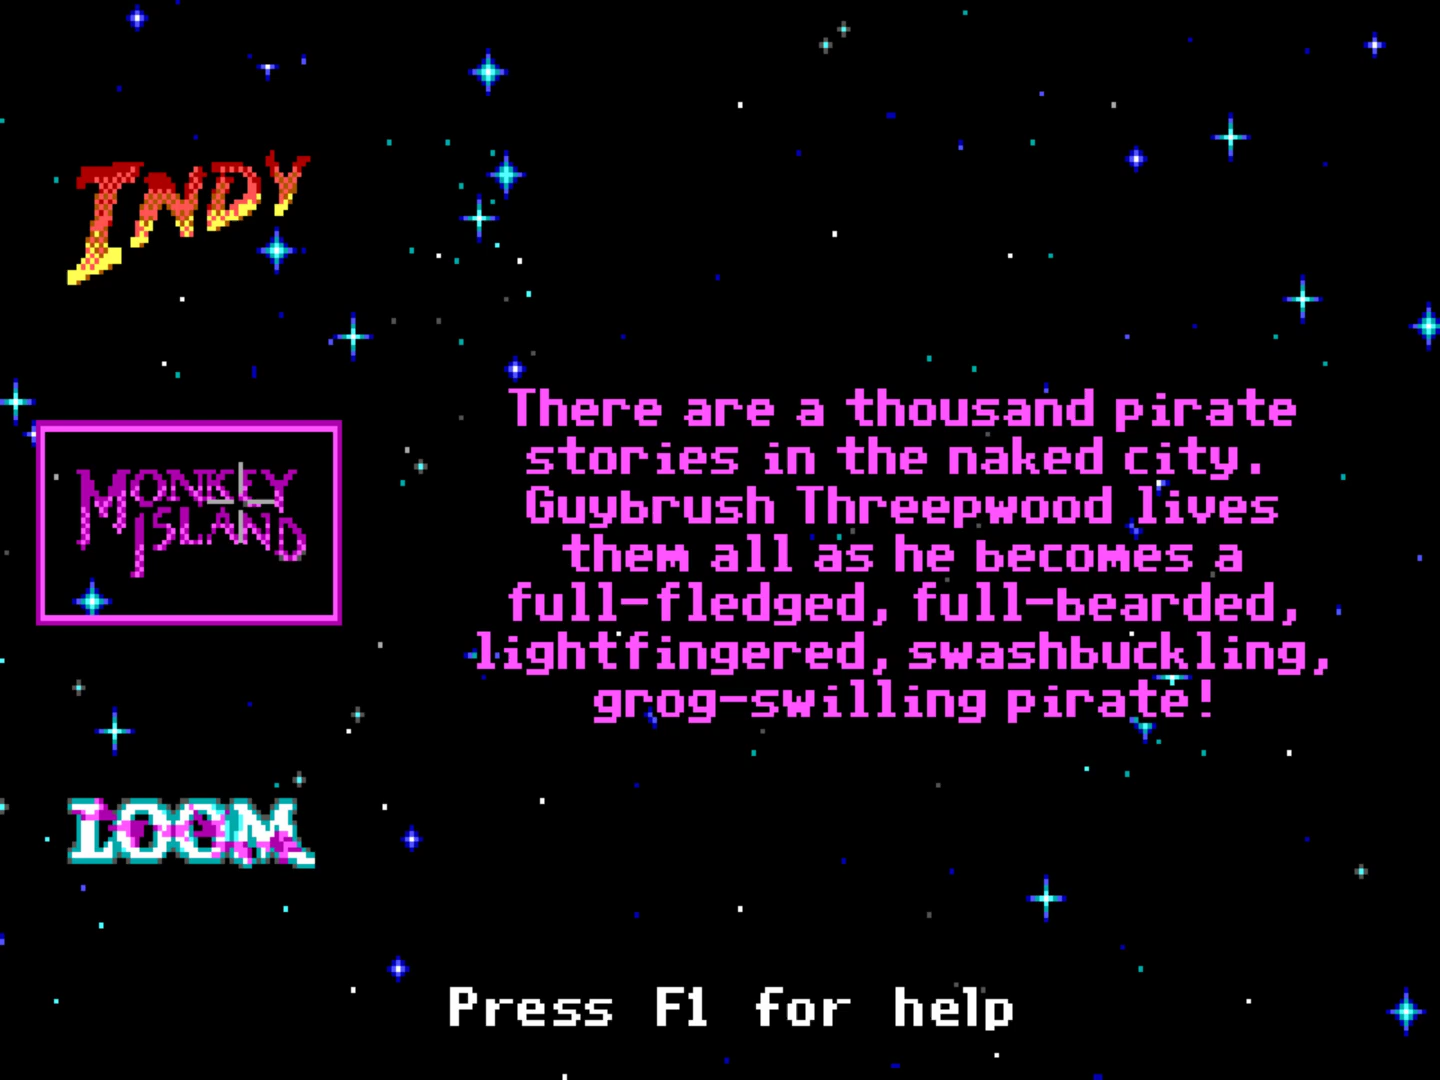 INDY
MONKEY
ISLAND
LOOM
There are a thousand pirate
stories in the naked city.
Guybrush Threepwood lives
them all as he becomes a
full-fledged, full-bearded,
lightfingered, swashbuckling,
grog-swilling pirate!
Press F1 for help